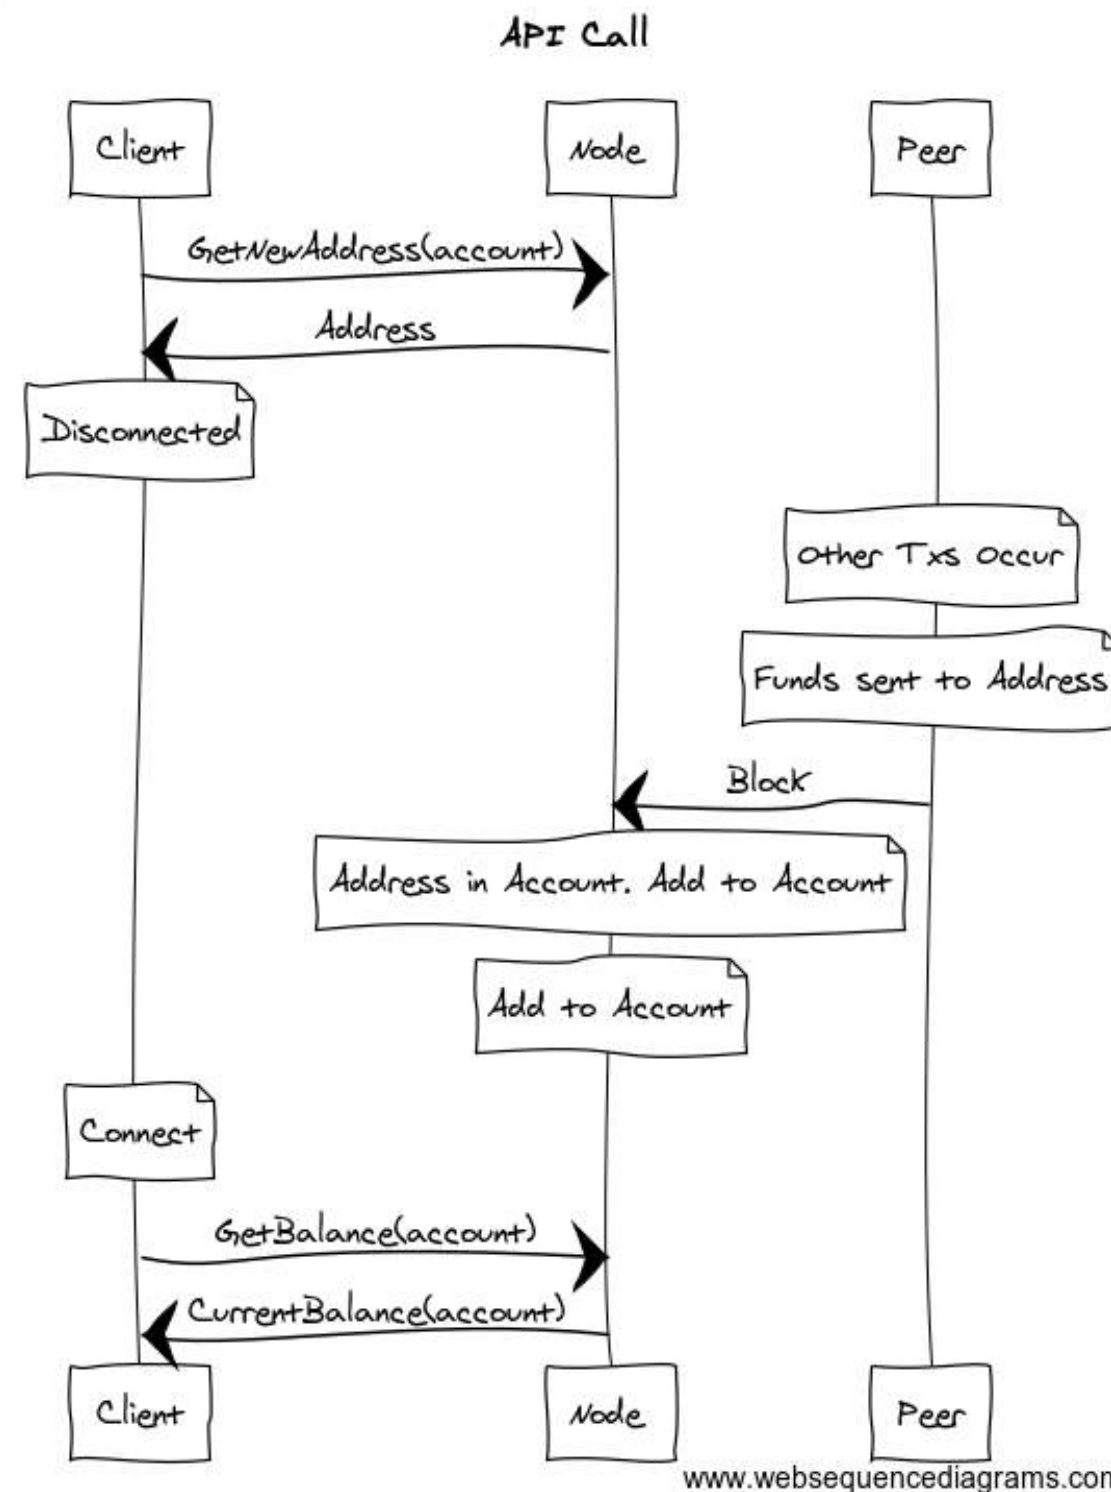 API Call
Client
Node
Peer
GetNewAddress(account)
Address
Disconnected
Other Txs Occur
Funds sent to Address
Block
Address in Account. Add to Account
Add to Account
Connect
GetBalance(account)
CurrentBalance(account)
Client
Node
Peer
www.websequencediagrams.com